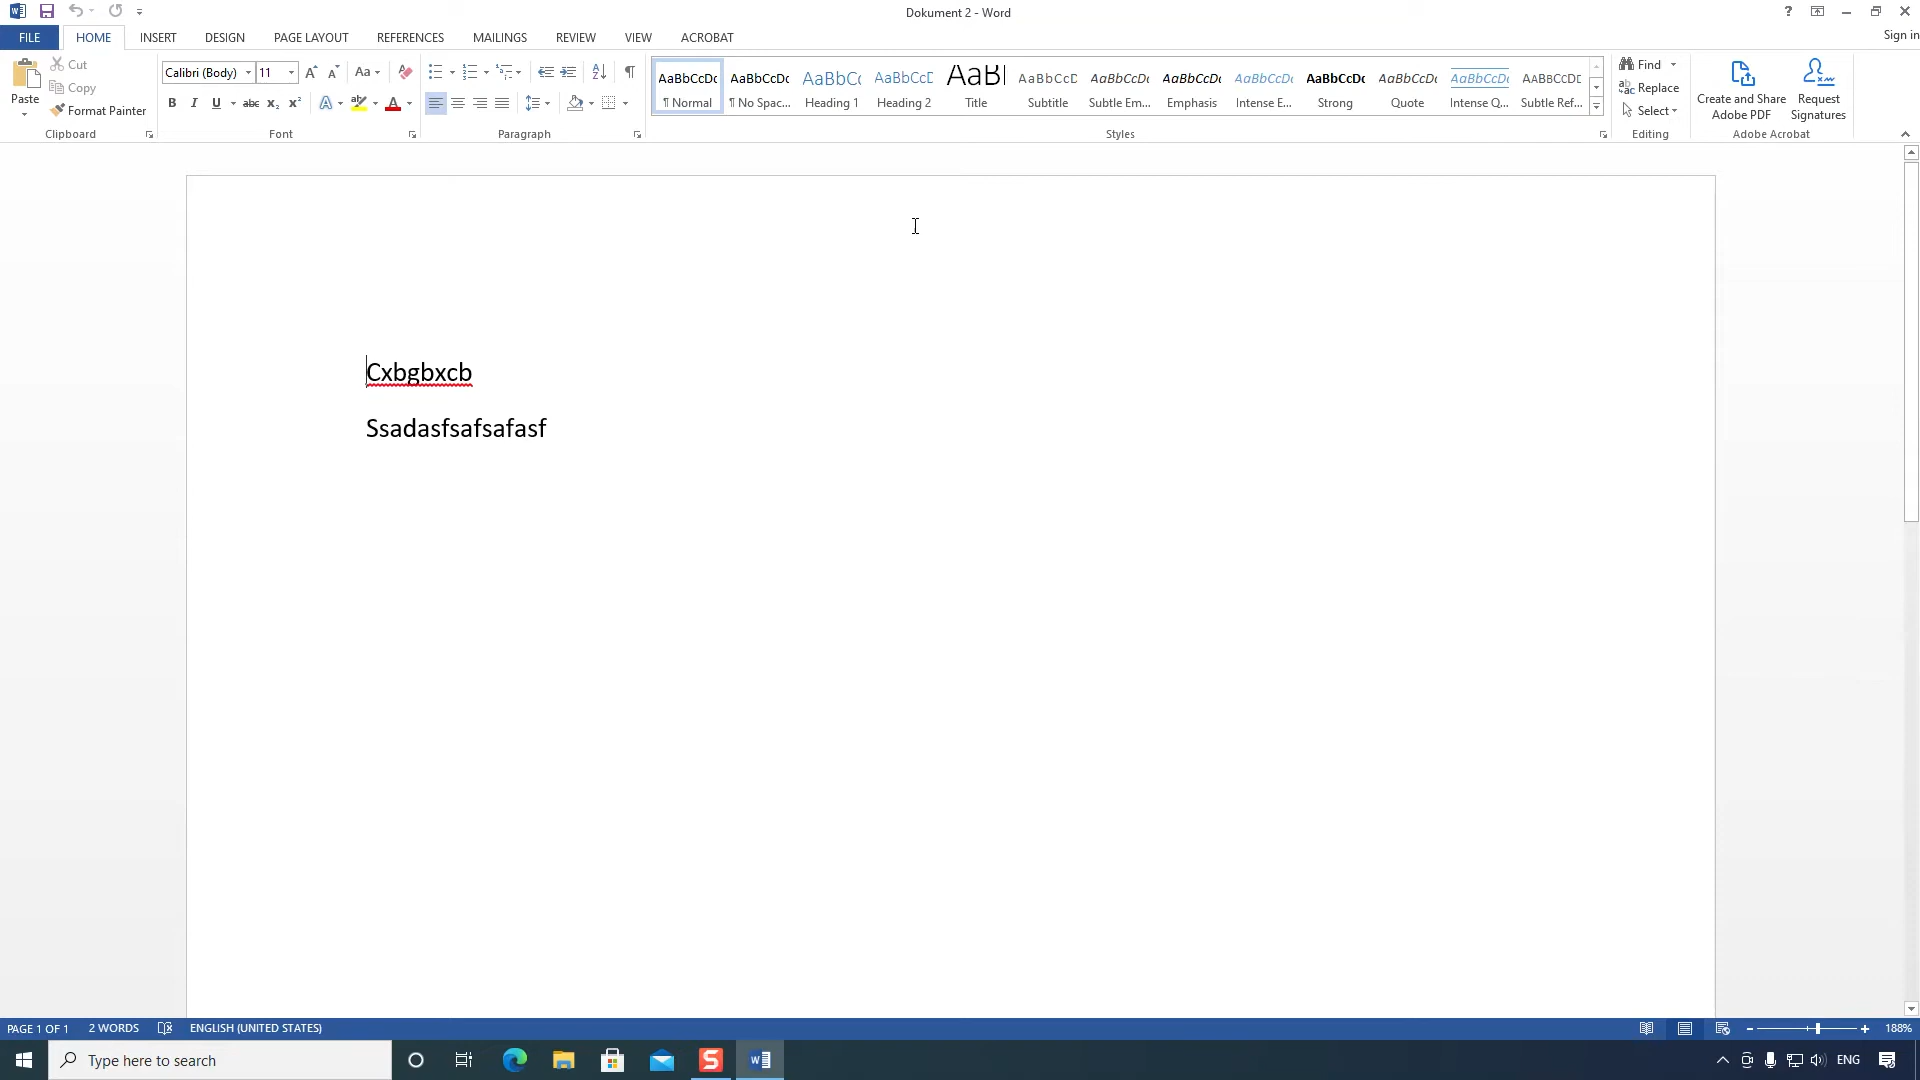 Dokument 2 - Word
FILE HOME INSERT DESIGN PAGE LAYOUT REFERENCES MAILINGS REVIEW VIEW ACROBAT
Sign in
Paste
Cut
Copy
Format Painter
Clipboard
Calibri (Body) 11
Font
Paragraph
AaBbCcDc AaBbCcDc AaBbC( AaBbCcD AaB AaBbCcD AaBbCcDc AaBbCcDc AaBbCcDc AaBbCcDc AaBbCcDc AaBbCcDc AABBCCDD
¶ Normal ¶ No Spac... Heading 1 Heading 2 Title Subtitle Subtle Em... Emphasis Intense E... Strong Quote Intense Q... Subtle Ref...
Styles
Find
Replace
Select
Editing
Create and Share
Adobe PDF
Request
Signatures
Adobe Acrobat
Cxbgbxcb
Ssadasfsafsafasf
PAGE 1 OF 1 2 WORDS ENGLISH (UNITED STATES) 188%
Type here to search
ENG